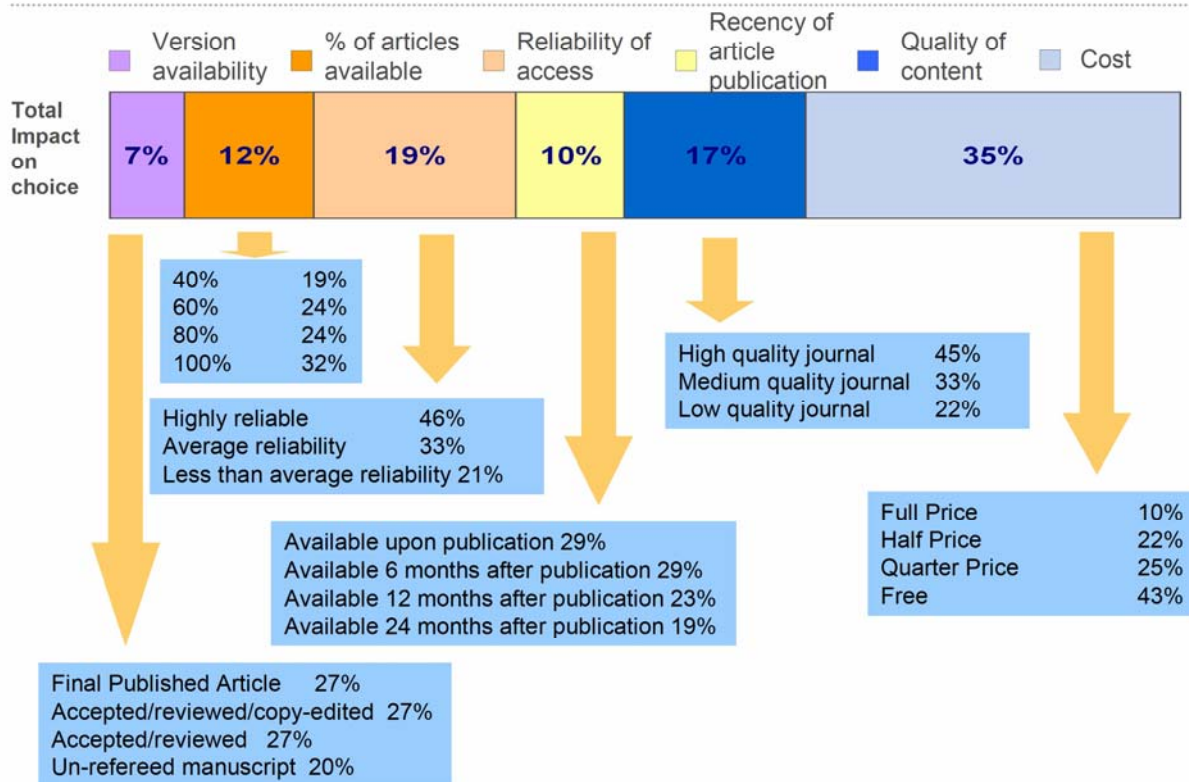 Version
availability
% of articles
available
Reliability of
access
Recency of
article
publication
Quality of
content
Cost
Total
Impact
on
choice
7%
12%
19%
10%
17%
35%
40% 19%
60% 24%
80% 24%
100% 32%
High quality journal 45%
Medium quality journal 33%
Low quality journal 22%
Highly reliable 46%
Average reliability 33%
Less than average reliability 21%
Full Price 10%
Half Price 22%
Quarter Price 25%
Free 43%
Available upon publication 29%
Available 6 months after publication 29%
Available 12 months after publication 23%
Available 24 months after publication 19%
Final Published Article 27%
Accepted/reviewed/copy-edited 27%
Accepted/reviewed 27%
Un-refereed manuscript 20%